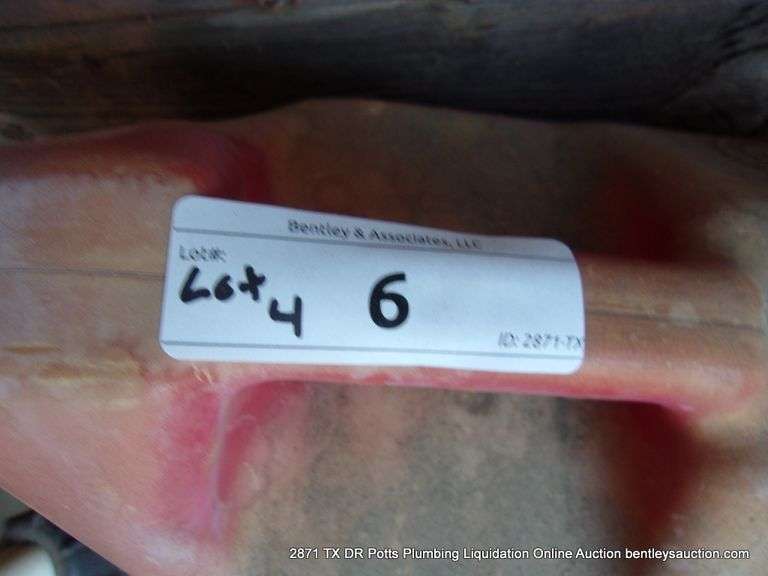 Bentley & Associates, LLC
Lot#:
Lot 4
6
ID: 2871-TX
2871 TX DR Potts Plumbing Liquidation Online Auction bentleysauction.com